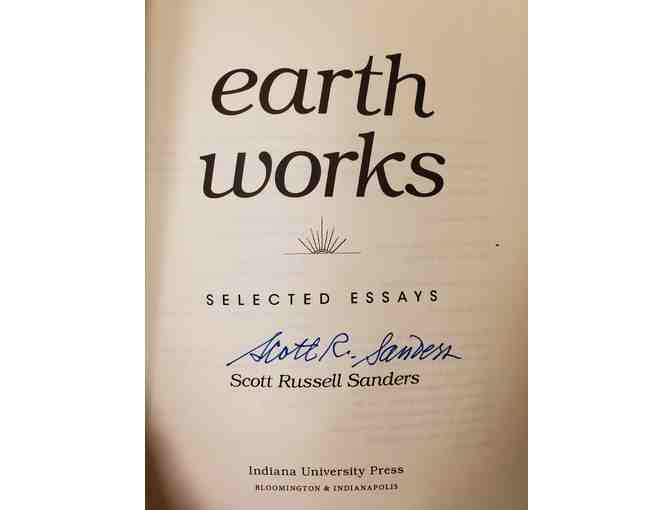 earth
works
SELECTED ESSAYS
Scott R. Sanders
Scott Russell Sanders
Indiana University Press
BLOOMINGTON & INDIANAPOLIS